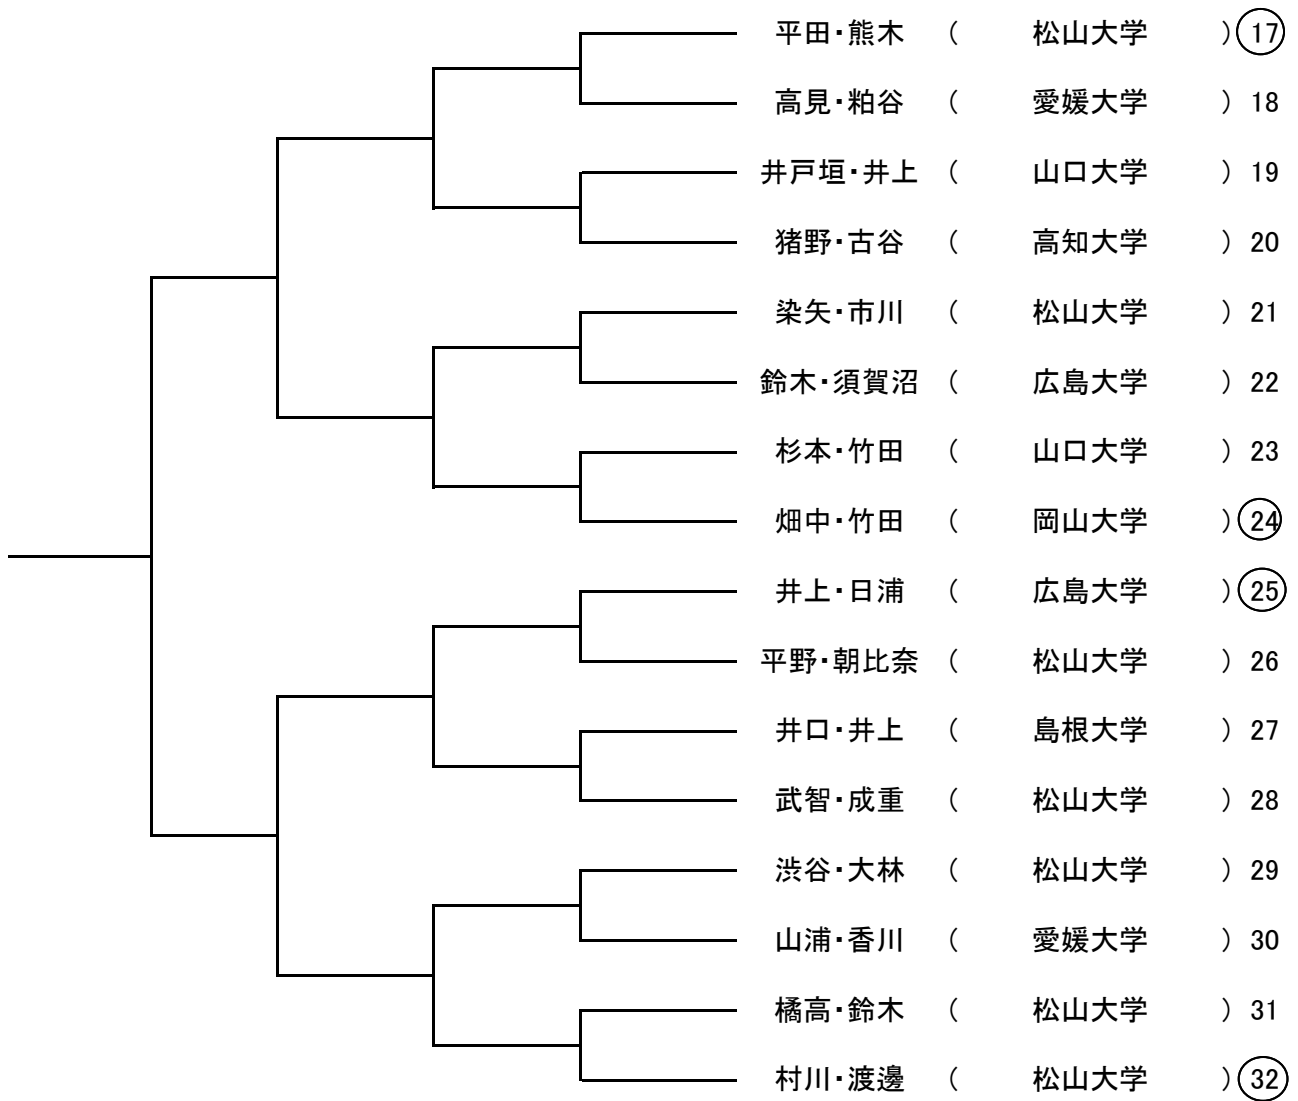 平田・熊木 ( 松山大学 ) 17
高見・粕谷 ( 愛媛大学 ) 18
井戸垣・井上 ( 山口大学 ) 19
猪野・古谷 ( 高知大学 ) 20
染矢・市川 ( 松山大学 ) 21
鈴木・須賀沼 ( 広島大学 ) 22
杉本・竹田 ( 山口大学 ) 23
畑中・竹田 ( 岡山大学 ) 24
井上・日浦 ( 広島大学 ) 25
平野・朝比奈 ( 松山大学 ) 26
井口・井上 ( 島根大学 ) 27
武智・成重 ( 松山大学 ) 28
渋谷・大林 ( 松山大学 ) 29
山浦・香川 ( 愛媛大学 ) 30
橘高・鈴木 ( 松山大学 ) 31
村川・渡邊 ( 松山大学 ) 32